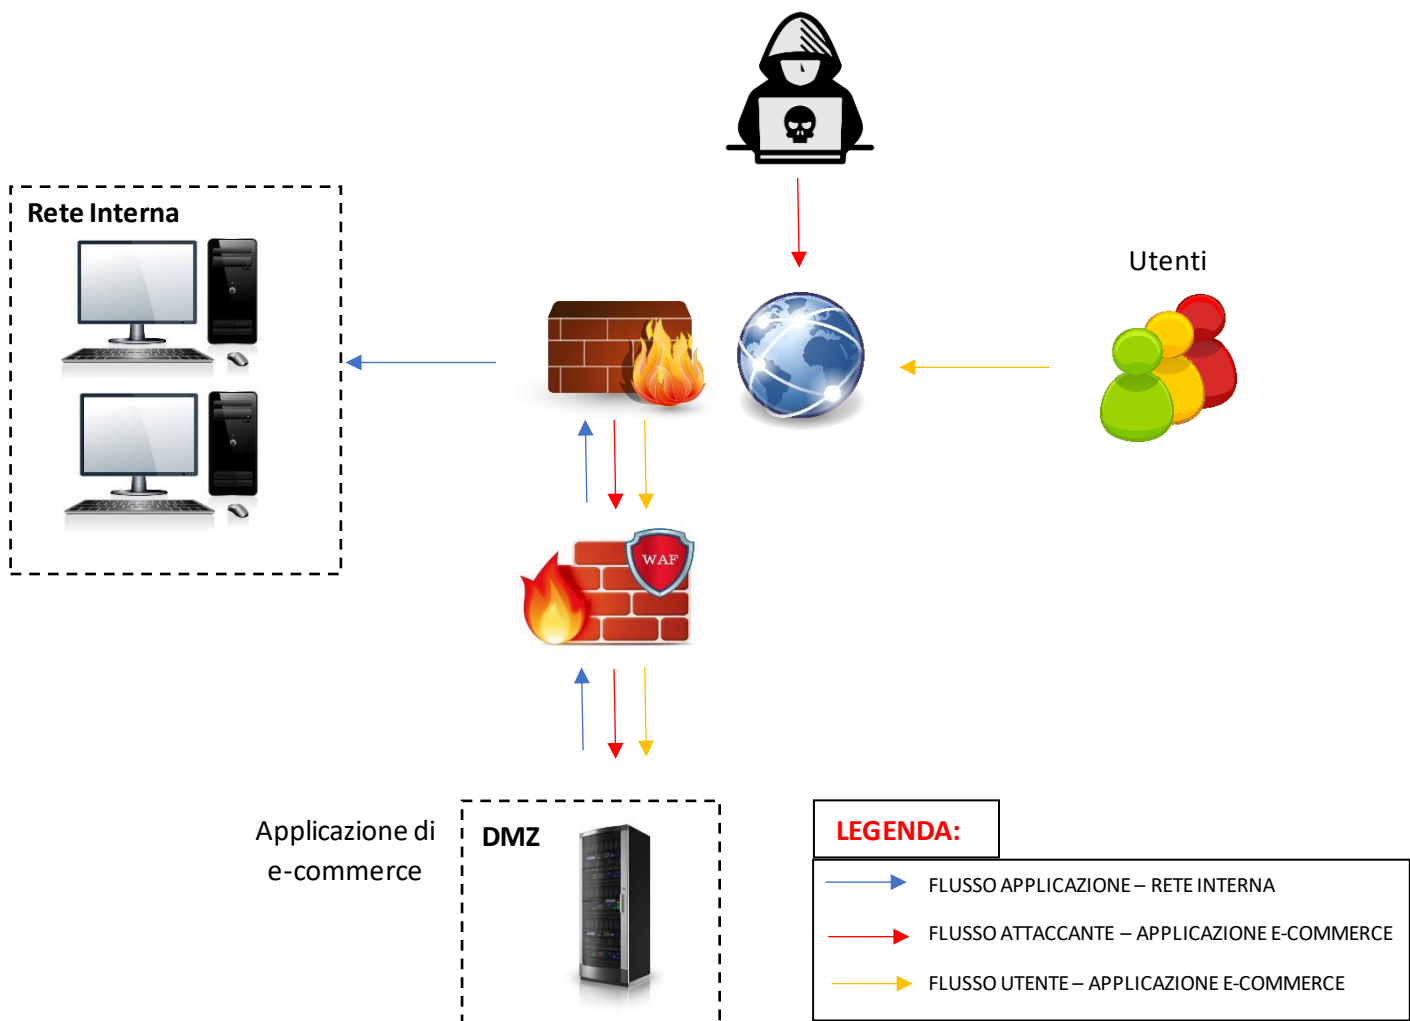 Rete Interna
Utenti
WAF
Applicazione di
e-commerce
DMZ
LEGENDA:
FLUSSO APPLICAZIONE – RETE INTERNA
FLUSSO ATTACCANTE – APPLICAZIONE E-COMMERCE
FLUSSO UTENTE – APPLICAZIONE E-COMMERCE